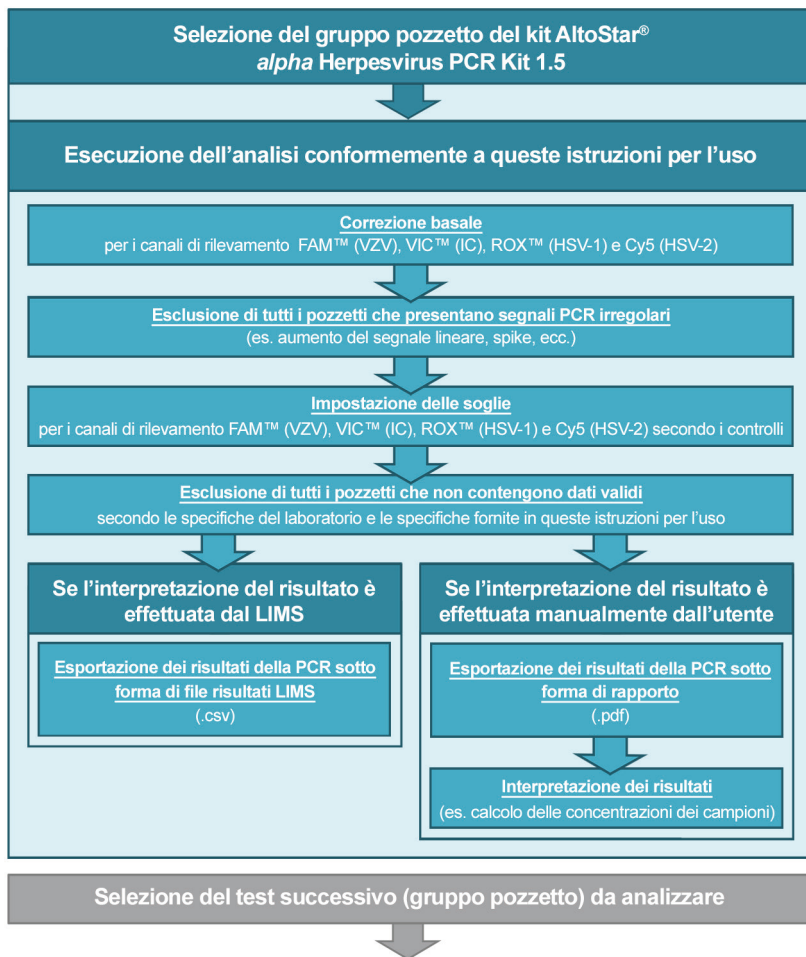 Selezione del gruppo pozzetto del kit AltoStar®
alpha Herpesvirus PCR Kit 1.5
Esecuzione dell'analisi conformemente a queste istruzioni per l'uso
Correzione basale
per i canali di rilevamento FAM™ (VZV), VIC™ (IC), ROX™ (HSV-1) e Cy5 (HSV-2)
Esclusione di tutti i pozzetti che presentano segnali PCR irregolari
(es. aumento del segnale lineare, spike, ecc.)
Impostazione delle soglie
per i canali di rilevamento FAM™ (VZV), VIC™ (IC), ROX™ (HSV-1) e Cy5 (HSV-2) secondo i controlli
Esclusione di tutti i pozzetti che non contengono dati validi
secondo le specifiche del laboratorio e le specifiche fornite in queste istruzioni per l'uso
Se l'interpretazione del risultato è
effettuata dal LIMS
Esportazione dei risultati della PCR sotto
forma di file risultati LIMS
(.csv)
Se l'interpretazione del risultato è
effettuata manualmente dall'utente
Esportazione dei risultati della PCR sotto
forma di rapporto
(.pdf)
Interpretazione dei risultati
(es. calcolo delle concentrazioni dei campioni)
Selezione del test successivo (gruppo pozzetto) da analizzare